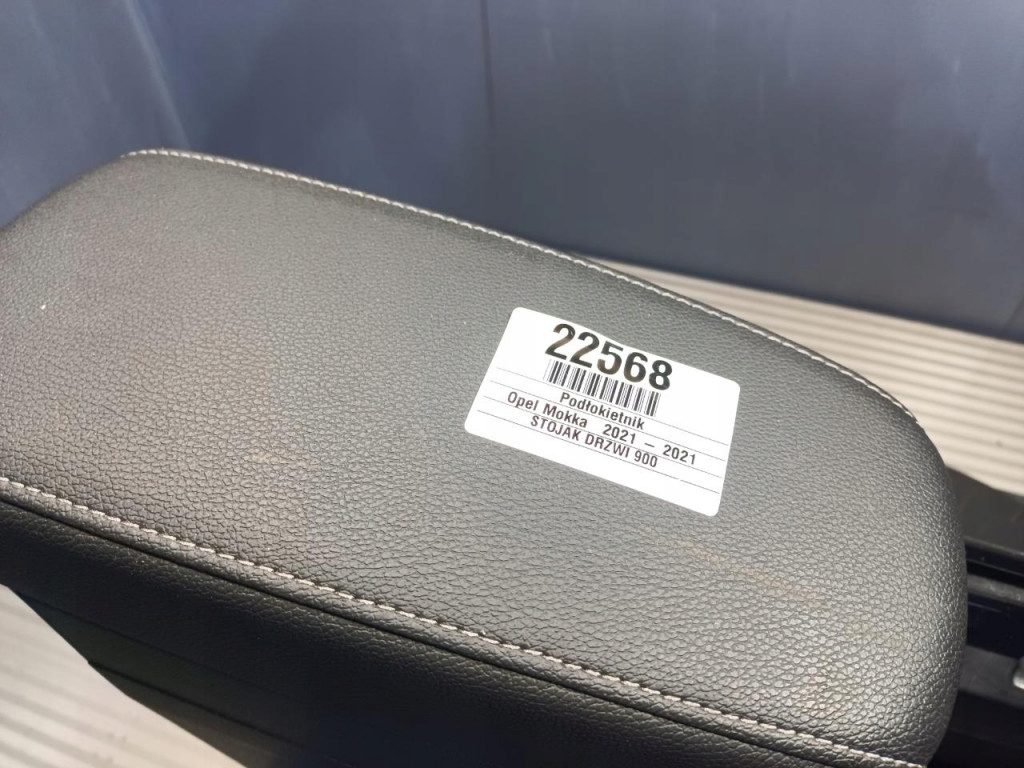 22568
Podłokietnik
Opel Mokka 2021 – 2021
STOJAK DRZWI 900